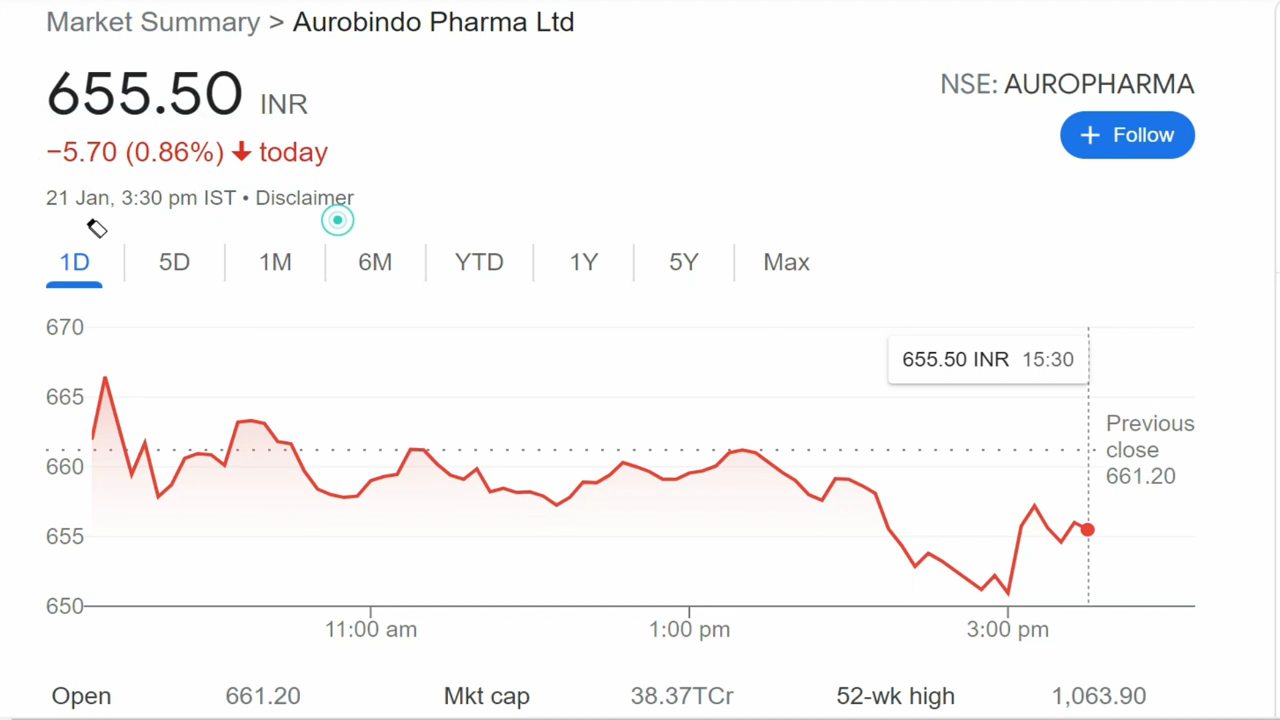 Market Summary > Aurobindo Pharma Ltd
655.50 INR
NSE: AUROPHARMA
−5.70 (0.86%) ↓ today
+ Follow
21 Jan, 3:30 pm IST • Disclaimer
1D 5D 1M 6M YTD 1Y 5Y Max
670
655.50 INR 15:30
665
Previous
close
661.20
660
655
650
11:00 am 1:00 pm 3:00 pm
Open 661.20 Mkt cap 38.37TCr 52-wk high 1,063.90